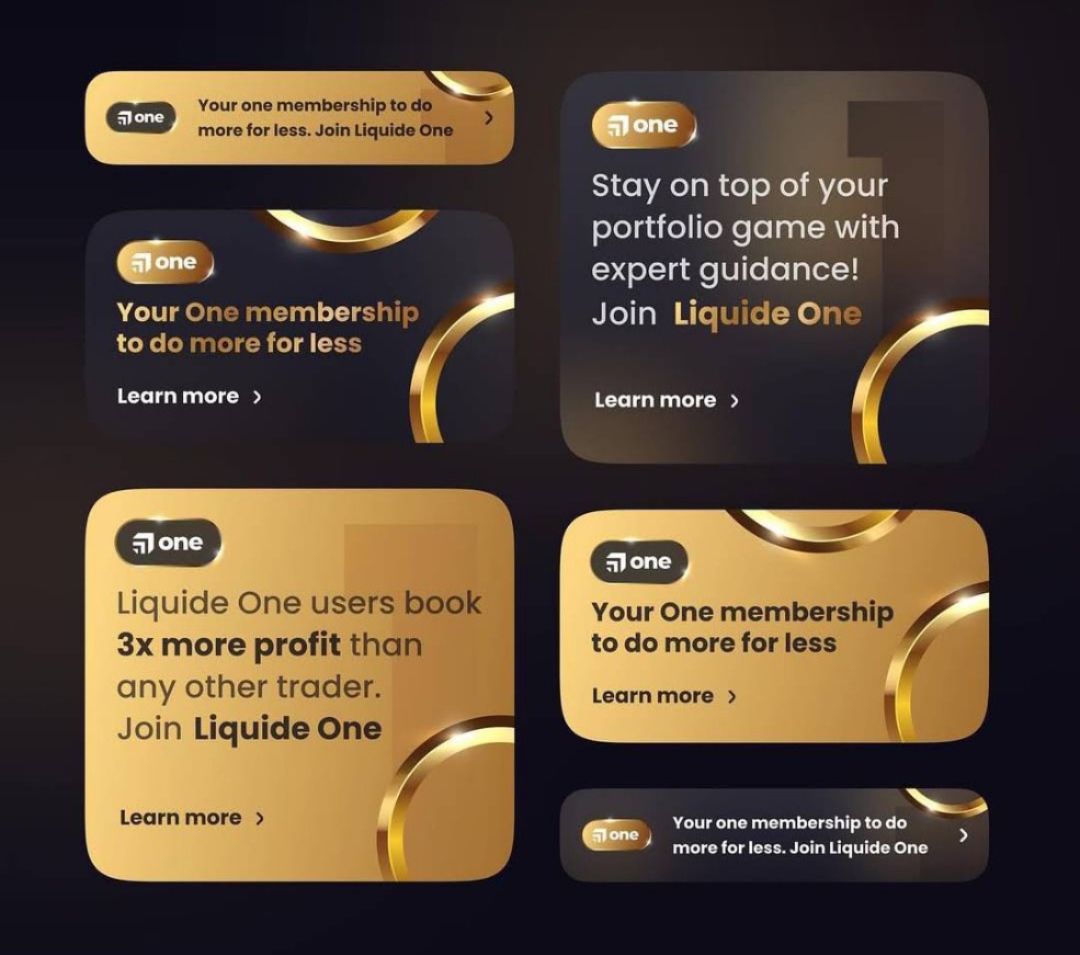 one
Your one membership to do
more for less. Join Liquide One
one
Your One membership
to do more for less
Learn more
one
Stay on top of your
portfolio game with
expert guidance!
Join Liquide One
Learn more
one
Liquide One users book
3x more profit than
any other trader.
Join Liquide One
Learn more
one
Your One membership
to do more for less
Learn more
one
Your one membership to do
more for less. Join Liquide One